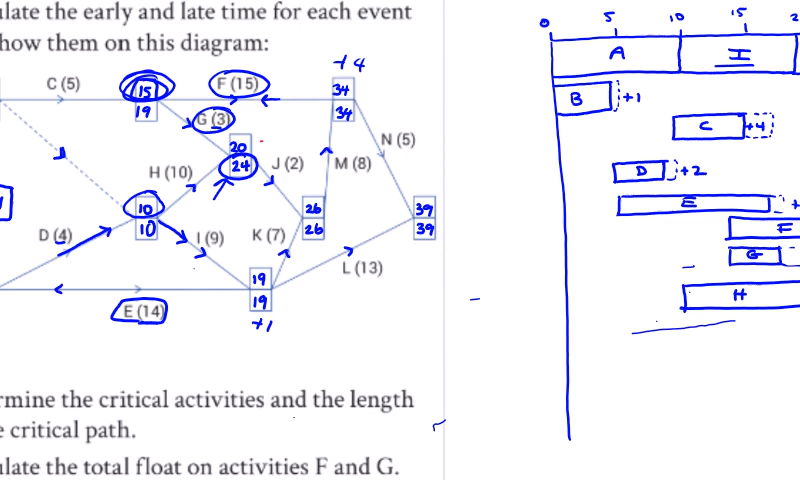 ulate the early and late time for each event
how them on this diagram:
+4
C (5)
15
19
F (15)
34
34
G (3)
20
24
N (5)
H (10)
J (2)
M (8)
10
10
26
26
39
39
D (4)
I (9)
K (7)
L (13)
19
19
+1
E (14)
rmine the critical activities and the length
e critical path.
ulate the total float on activities F and G.
0 5 10 15 2
A I
B +1
C +4
D +2
E +
F
G
H